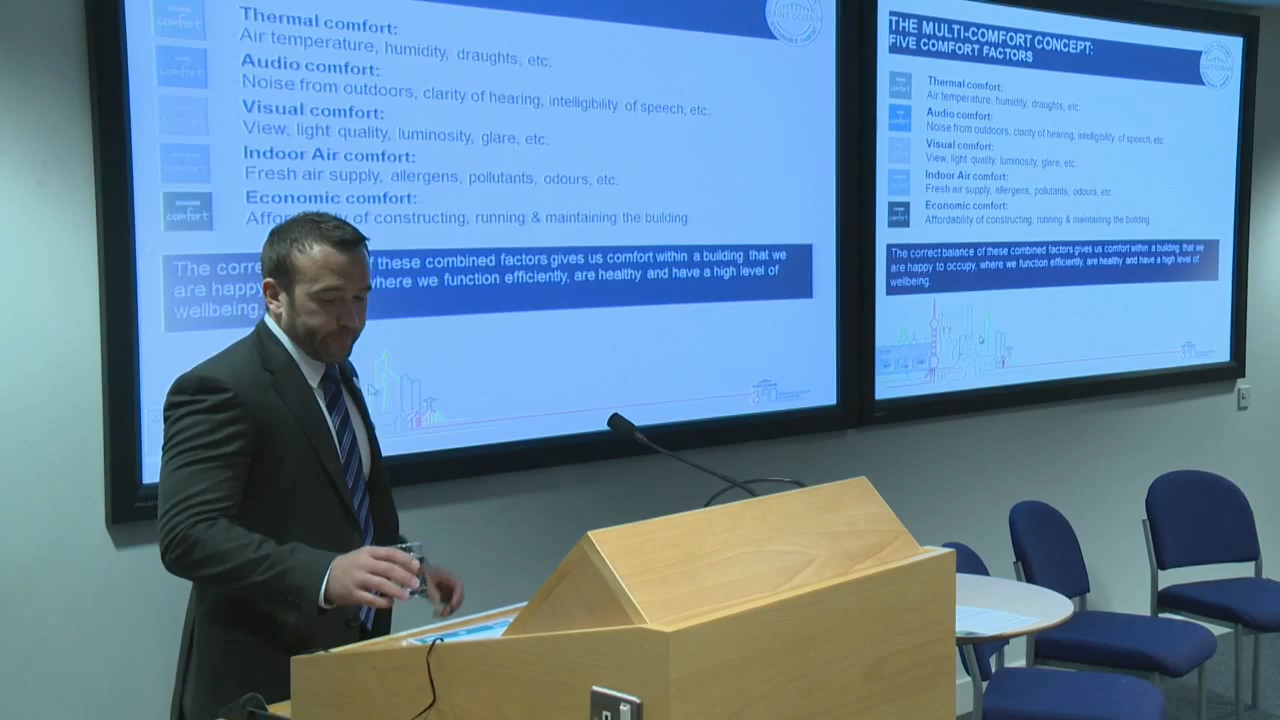 Thermal comfort:
Air temperature, humidity, draughts, etc.
Audio comfort:
Noise from outdoors, clarity of hearing, intelligibility of speech, etc.
Visual comfort:
View, light quality, luminosity, glare, etc.
Indoor Air comfort:
Fresh air supply, allergens, pollutants, odours, etc.
comfort
Economic comfort:
of constructing, running & maintaining the building
these combined factors gives us comfort within a building that we
are happ where we function efficiently, are healthy and have a high level of
wellbeing.
THE MULTI-COMFORT CONCEPT:
FIVE COMFORT FACTORS
Thermal comfort:
Air temperature, humidity, draughts, etc.
Audio comfort:
Noise from outdoors, clarity of hearing, intelligibility of speech, etc.
Visual comfort:
View, light quality, luminosity, glare, etc.
Indoor Air comfort:
Fresh air supply, allergens, pollutants, odours, etc.
comfort
Economic comfort:
Affordability of constructing, running & maintaining the building
The correct balance of these combined factors gives us comfort within a building that we
are happy to occupy, where we function efficiently, are healthy and have a high level of
wellbeing.